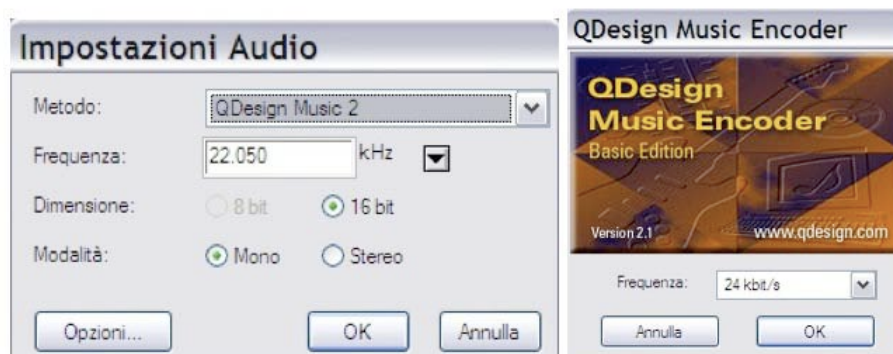 Impostazioni Audio
Metodo:
QDesign Music 2
Frequenza:
22.050
kHz
Dimensione:
8 bit
16 bit
Modalità:
Mono
Stereo
Opzioni...
OK
Annulla
QDesign Music Encoder
QDesign
Music Encoder
Basic Edition
Version 2.1
www.qdesign.com
Frequenza:
24 kbit/s
Annulla
OK